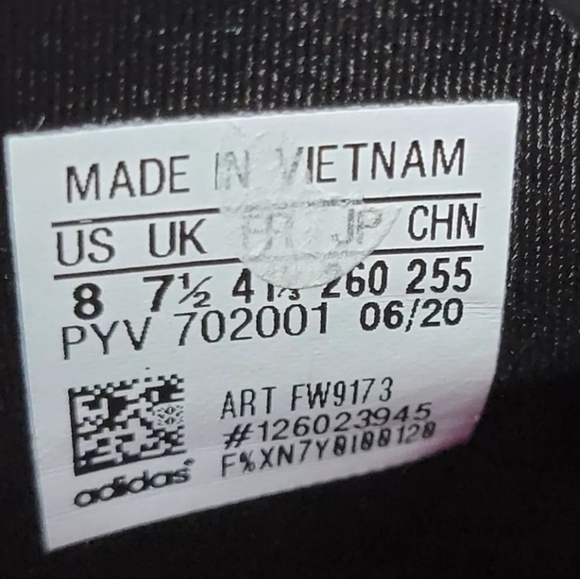 MADE IN VIETNAM
US UK FR JP CHN
8 7½ 41⅓ 260 255
PYV 702001 06/20
ART FW9173
#126023945
F%XN7Y0I00120
adidas